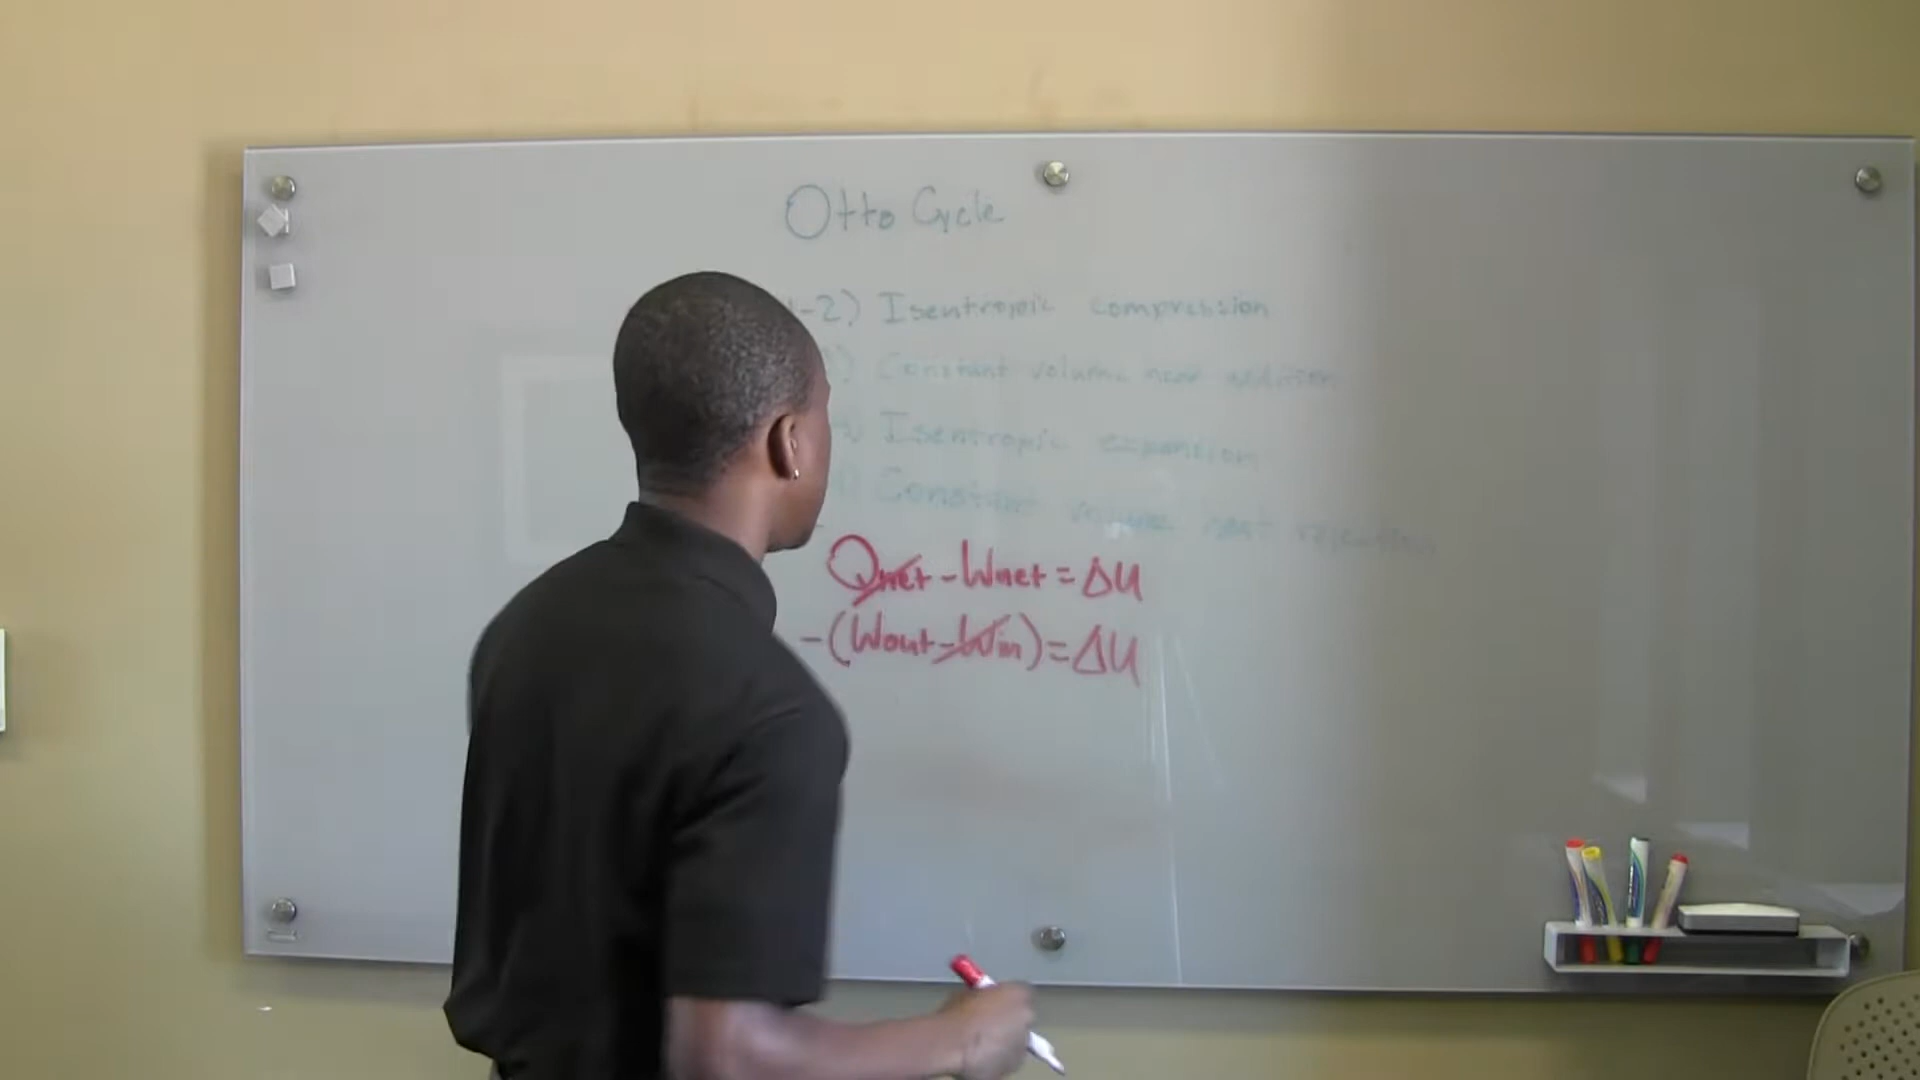 Otto Cycle
-2) Isentropic compression
) Constant volume heat addition
) Isentropic expansion
) Constant volume heat rejection
Qnet - Wnet = ΔU
- (Wout - Win) = ΔU